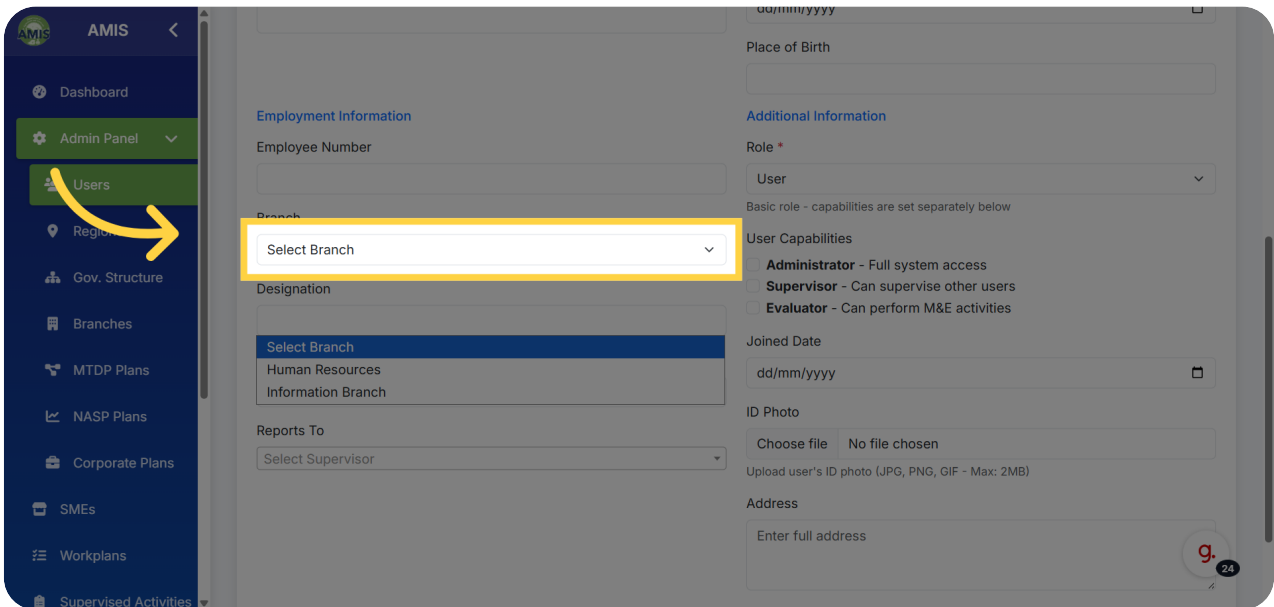 AMIS
AMIS
Dashboard
Admin Panel
Users
Gov. Structure
Branches
MTDP Plans
NASP Plans
Corporate Plans
SMEs
Workplans
Supervised Activities
dd/mm/yyyy
Place of Birth
Employment Information
Employee Number
Branch
Select Branch
Designation
Select Branch
Human Resources
Information Branch
Reports To
Select Supervisor
Additional Information
Role *
User
Basic role - capabilities are set separately below
User Capabilities
Administrator - Full system access
Supervisor - Can supervise other users
Evaluator - Can perform M&E activities
Joined Date
dd/mm/yyyy
ID Photo
Choose file No file chosen
Upload user's ID photo (JPG, PNG, GIF - Max: 2MB)
Address
Enter full address
g.
24